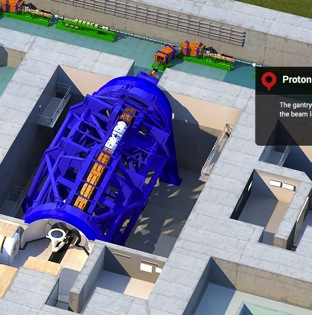 Proton
The gantry
the beam l